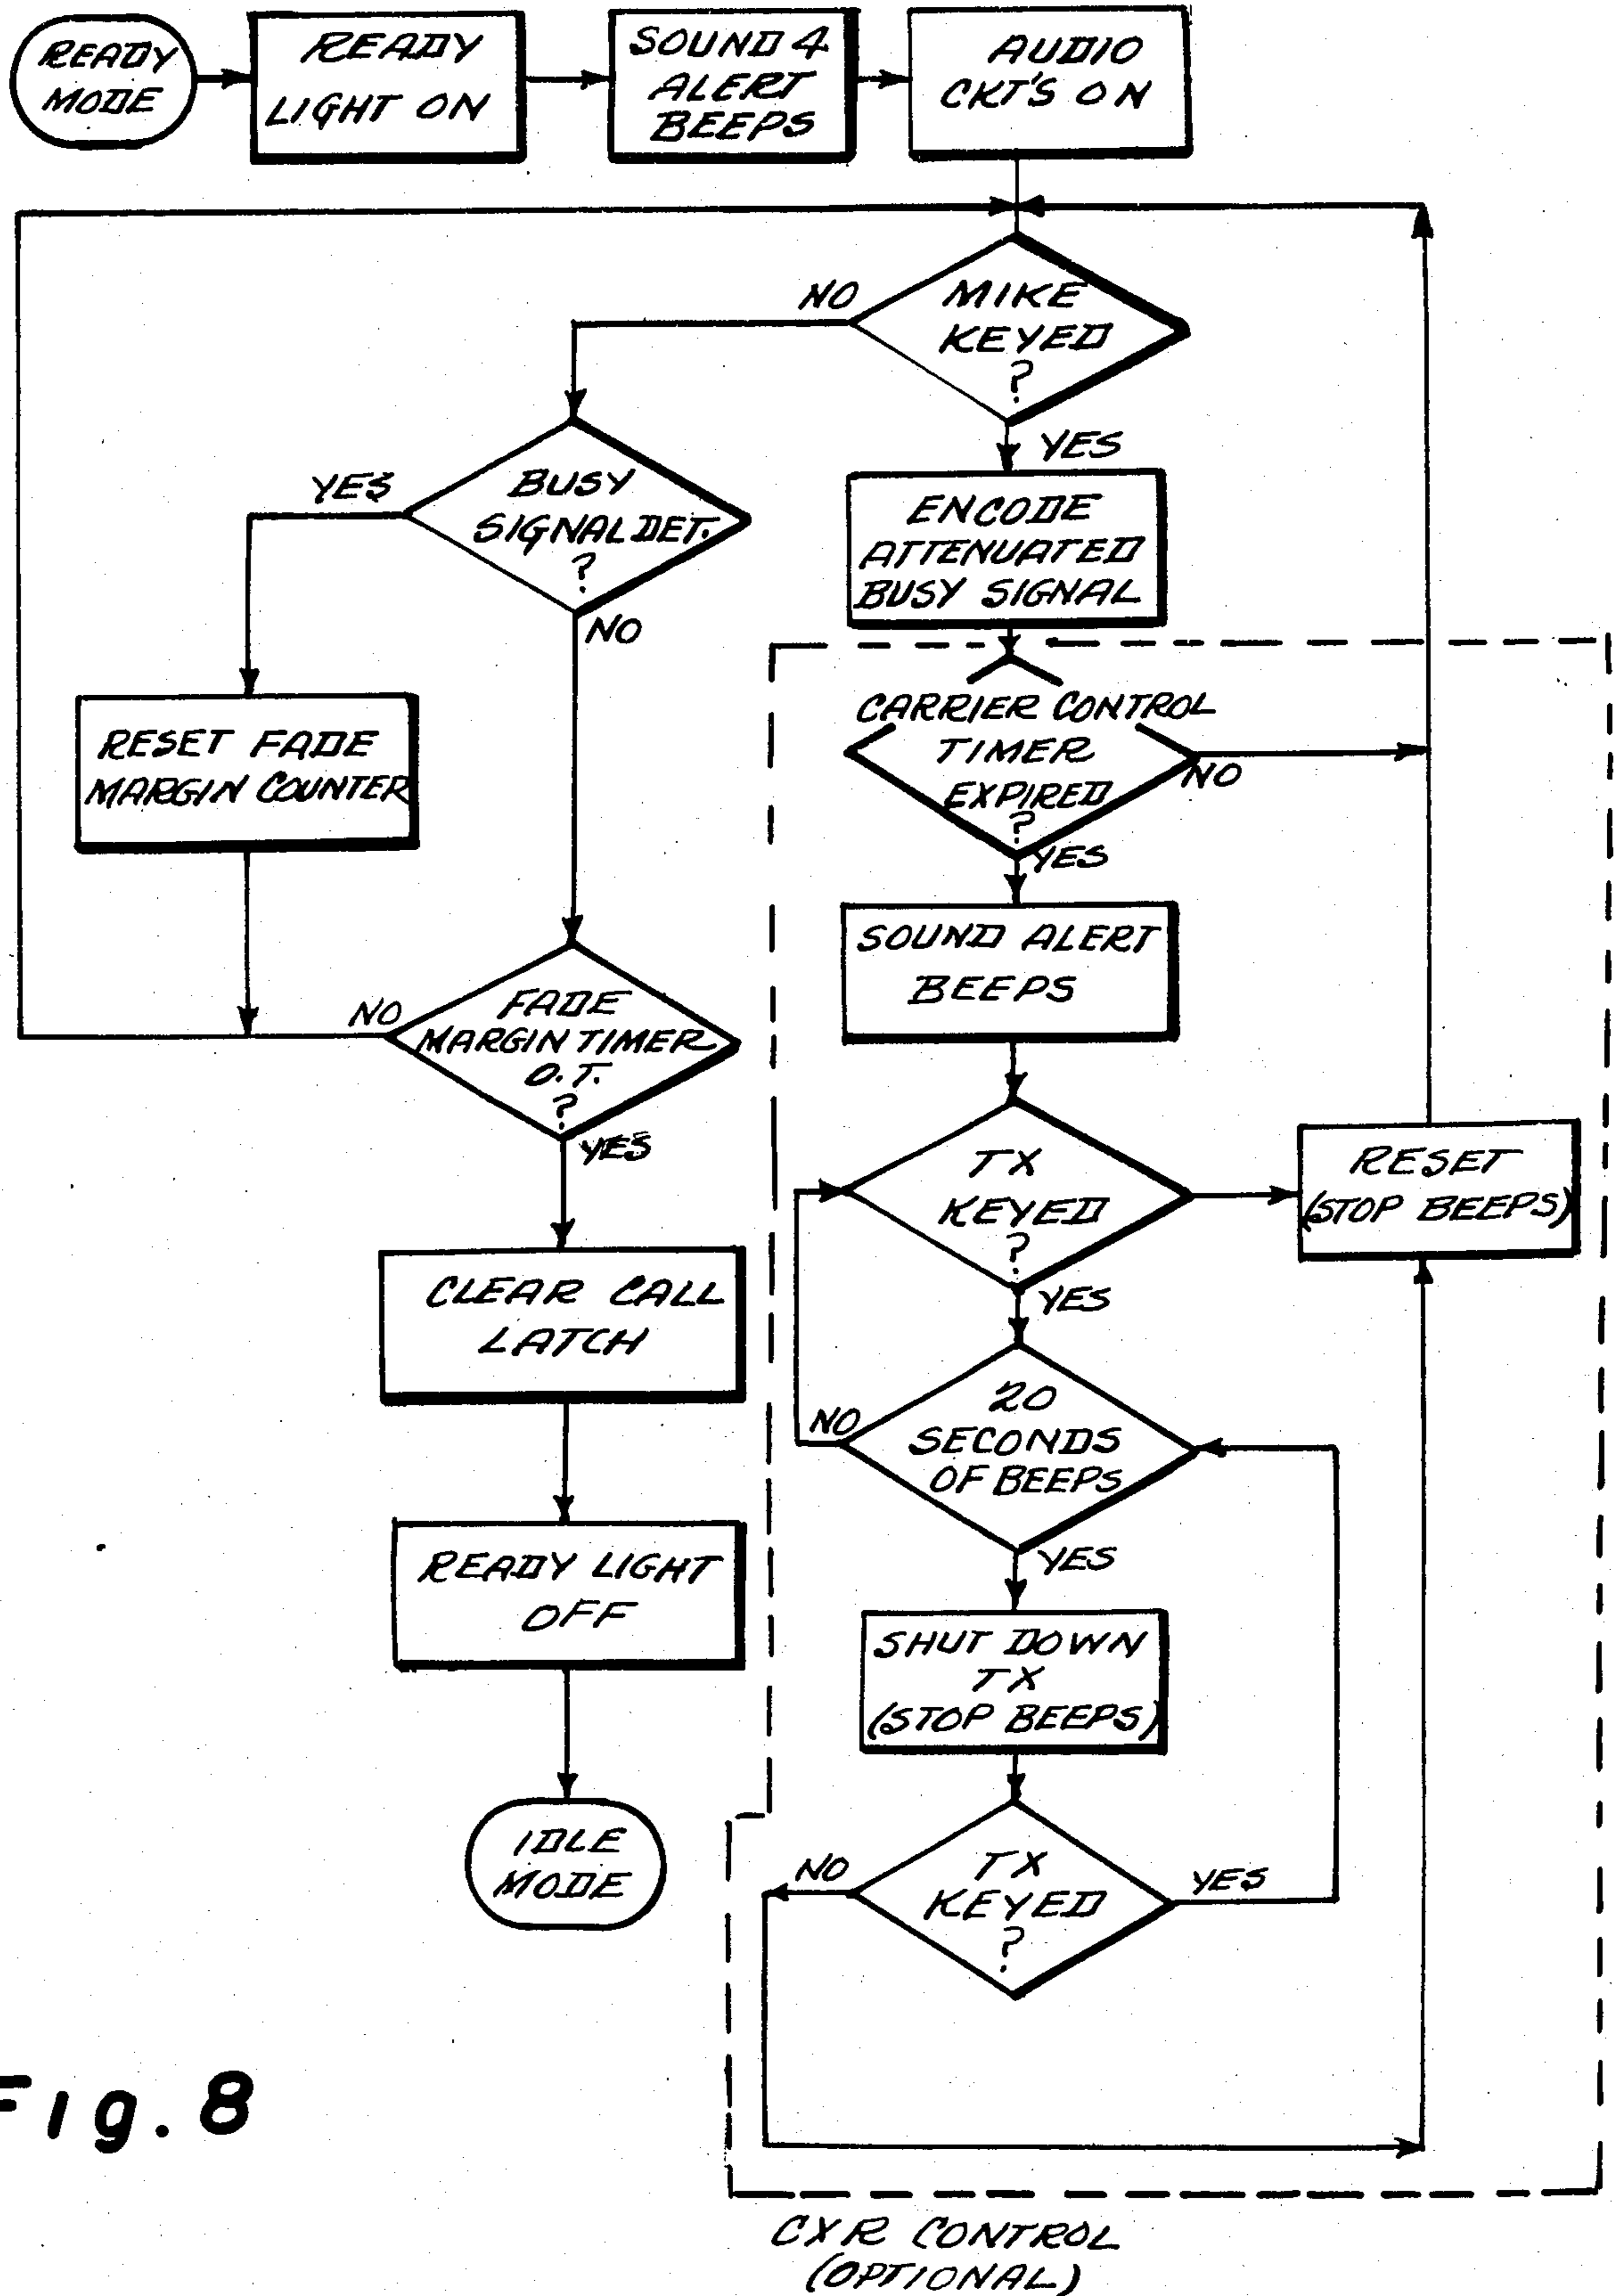 READY
MODE
READY
LIGHT ON
SOUND 4
ALERT
BEEPS
AUDIO
CKT'S ON
MIKE
KEYED
?
NO
YES
BUSY
SIGNAL DET.
?
YES
NO
ENCODE
ATTENUATED
BUSY SIGNAL
RESET FADE
MARGIN COUNTER
CARRIER CONTROL
TIMER
EXPIRED
?
NO
YES
SOUND ALERT
BEEPS
FADE
MARGIN TIMER
O.T.
?
NO
YES
TX
KEYED
?
YES
RESET
(STOP BEEPS)
CLEAR CALL
LATCH
20
SECONDS
OF BEEPS
NO
YES
READY LIGHT
OFF
SHUT DOWN
TX
(STOP BEEPS)
IDLE
MODE
TX
KEYED
?
NO
YES
Fig. 8
CXR CONTROL
(OPTIONAL)